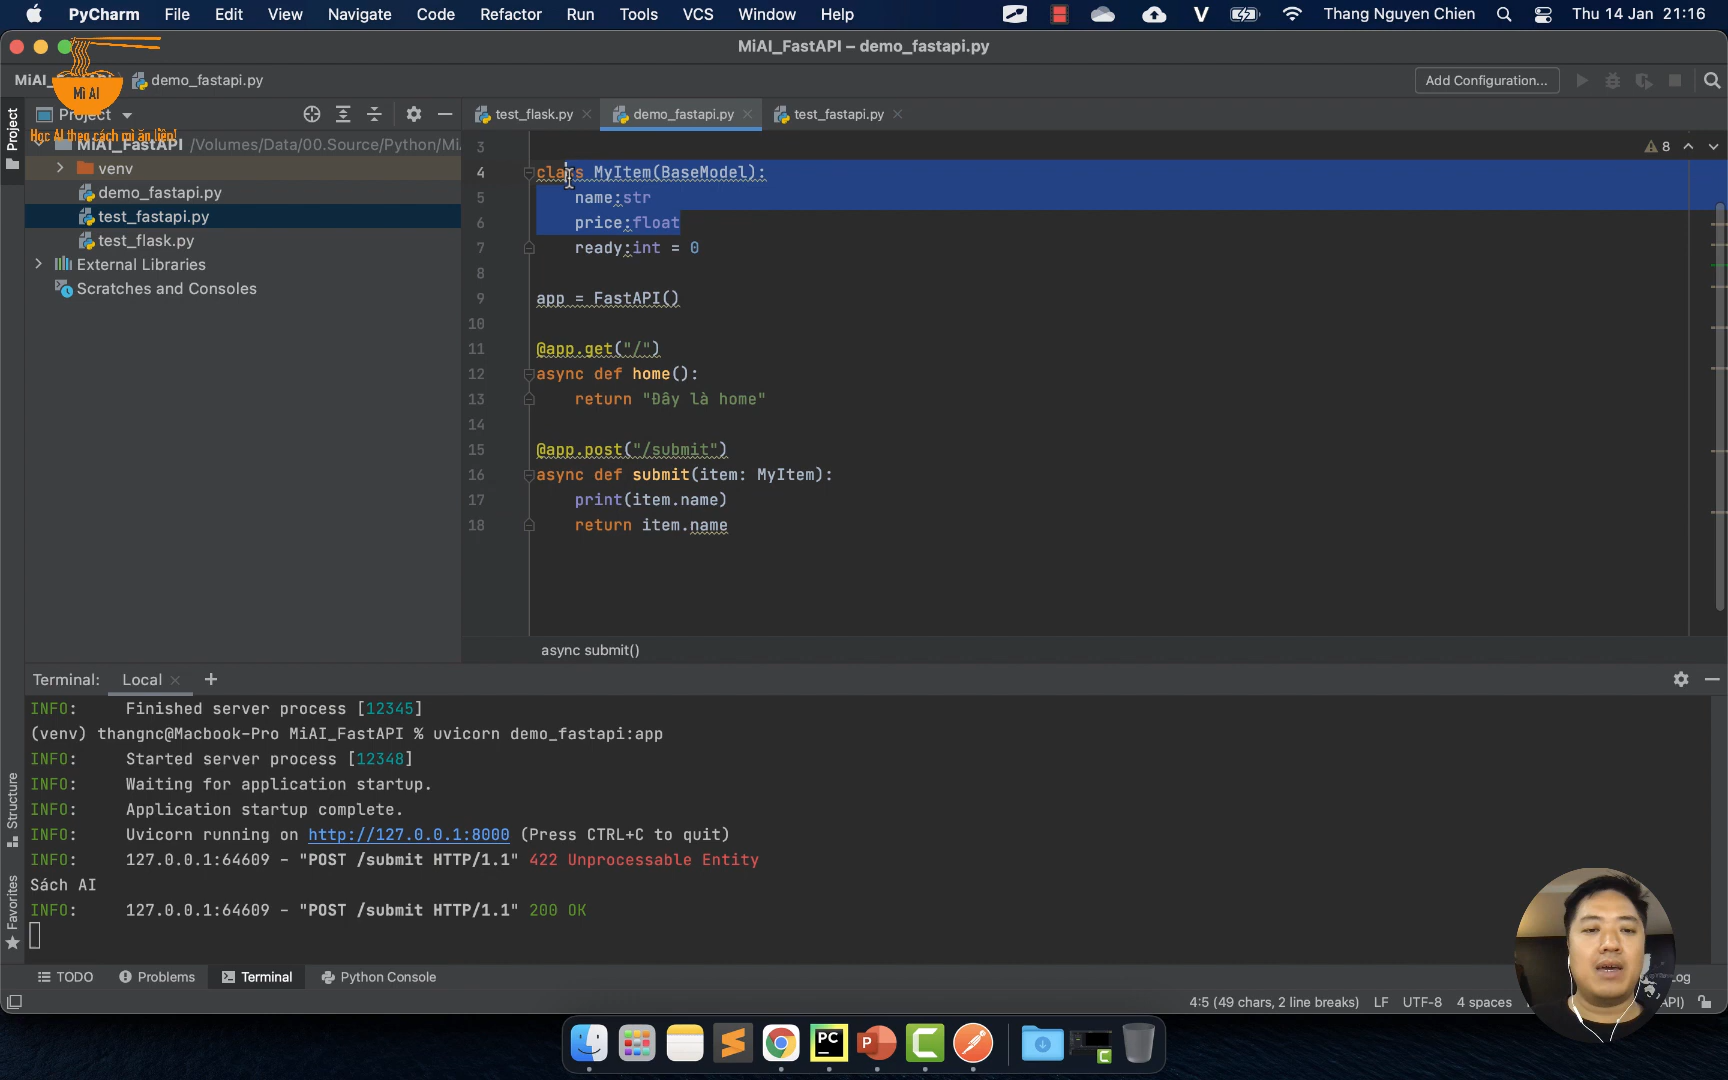 PyCharm File Edit View Navigate Code Refactor Run Tools VCS Window Help V Thang Nguyen Chien Thu 14 Jan 21:16
MiAI_FastAPI – demo_fastapi.py
demo_fastapi.py Add Configuration...
Mì AI
Project test_flask.py demo_fastapi.py test_fastapi.py
Học AI theo cách mì ăn liền!
MiAI_FastAPI /Volumes/Data/00.Source/Python/Mi
venv
demo_fastapi.py
test_fastapi.py
test_flask.py
External Libraries
Scratches and Consoles
Project
Structure
Favorites
8
3
4 class MyItem(BaseModel):
5 name:str
6 price:float
7 ready:int = 0
8
9 app = FastAPI()
10
11 @app.get("/")
12 async def home():
13 return "Đây là home"
14
15 @app.post("/submit")
16 async def submit(item: MyItem):
17 print(item.name)
18 return item.name
async submit()
Terminal: Local +
INFO: Finished server process [12345]
(venv) thangnc@Macbook-Pro MiAI_FastAPI % uvicorn demo_fastapi:app
INFO: Started server process [12348]
INFO: Waiting for application startup.
INFO: Application startup complete.
INFO: Uvicorn running on http://127.0.0.1:8000 (Press CTRL+C to quit)
INFO: 127.0.0.1:64609 - "POST /submit HTTP/1.1" 422 Unprocessable Entity
Sách AI
INFO: 127.0.0.1:64609 - "POST /submit HTTP/1.1" 200 OK
TODO Problems Terminal Python Console
4:5 (49 chars, 2 line breaks) LF UTF-8 4 spaces
PC P